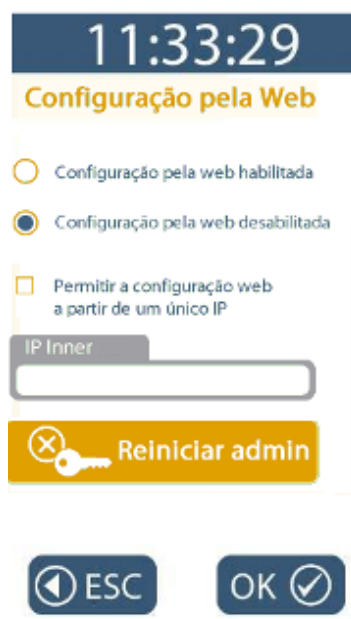 11:33:29
Configuração pela Web
Configuração pela web habilitada
Configuração pela web desabilitada
Permitir a configuração web
a partir de um único IP
IP Inner
Reiniciar admin
ESC
OK